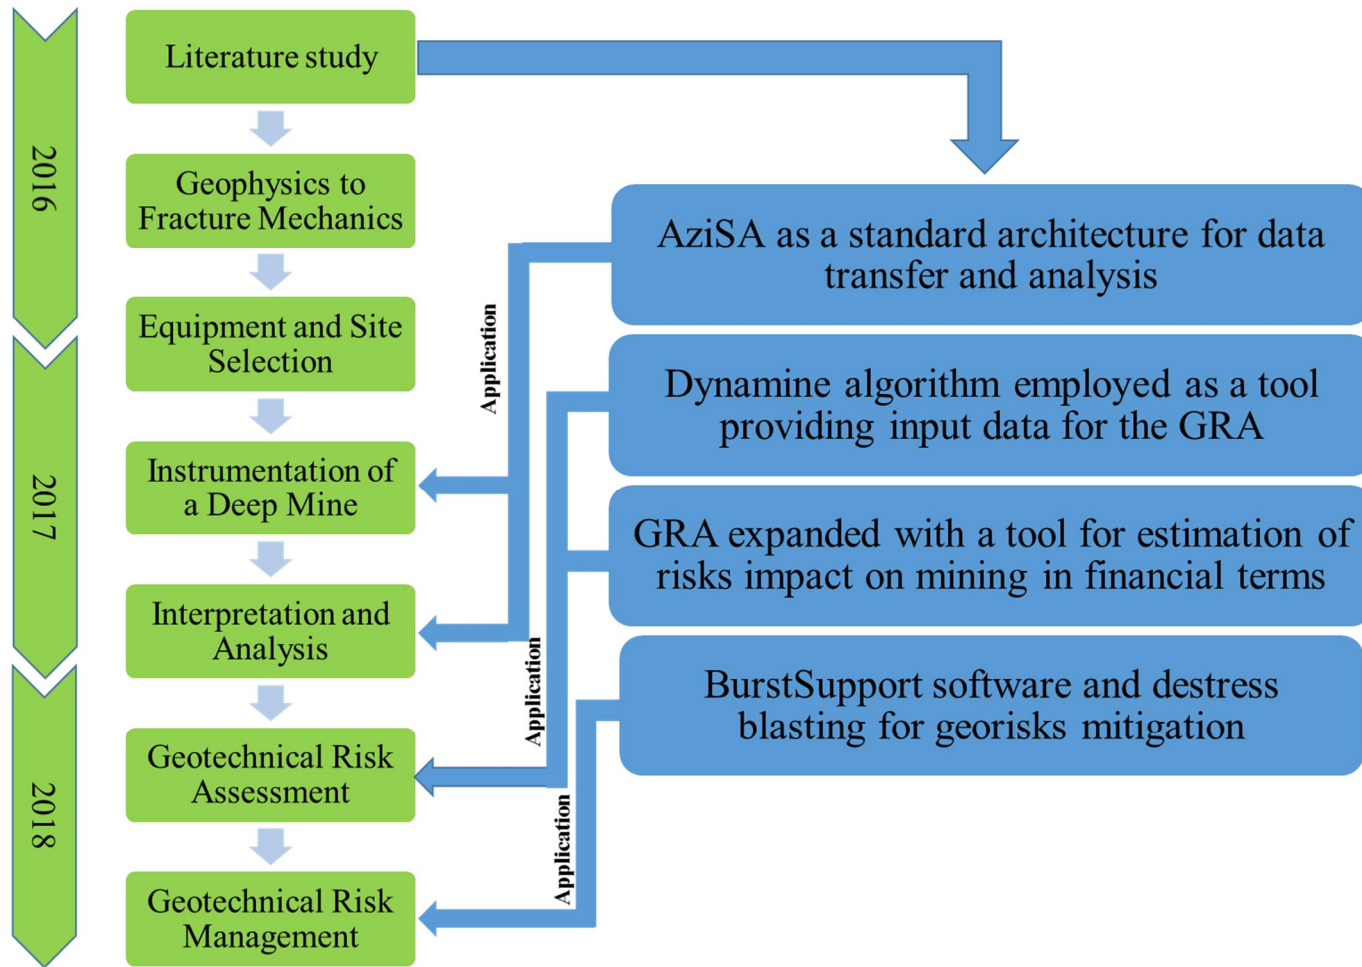 2016
2017
2018
Literature study
Geophysics to
Fracture Mechanics
Equipment and Site
Selection
Instrumentation of
a Deep Mine
Interpretation and
Analysis
Geotechnical Risk
Assessment
Geotechnical Risk
Management
Application
Application
Application
AziSA as a standard architecture for data
transfer and analysis
Dynamine algorithm employed as a tool
providing input data for the GRA
GRA expanded with a tool for estimation of
risks impact on mining in financial terms
BurstSupport software and destress
blasting for georisks mitigation